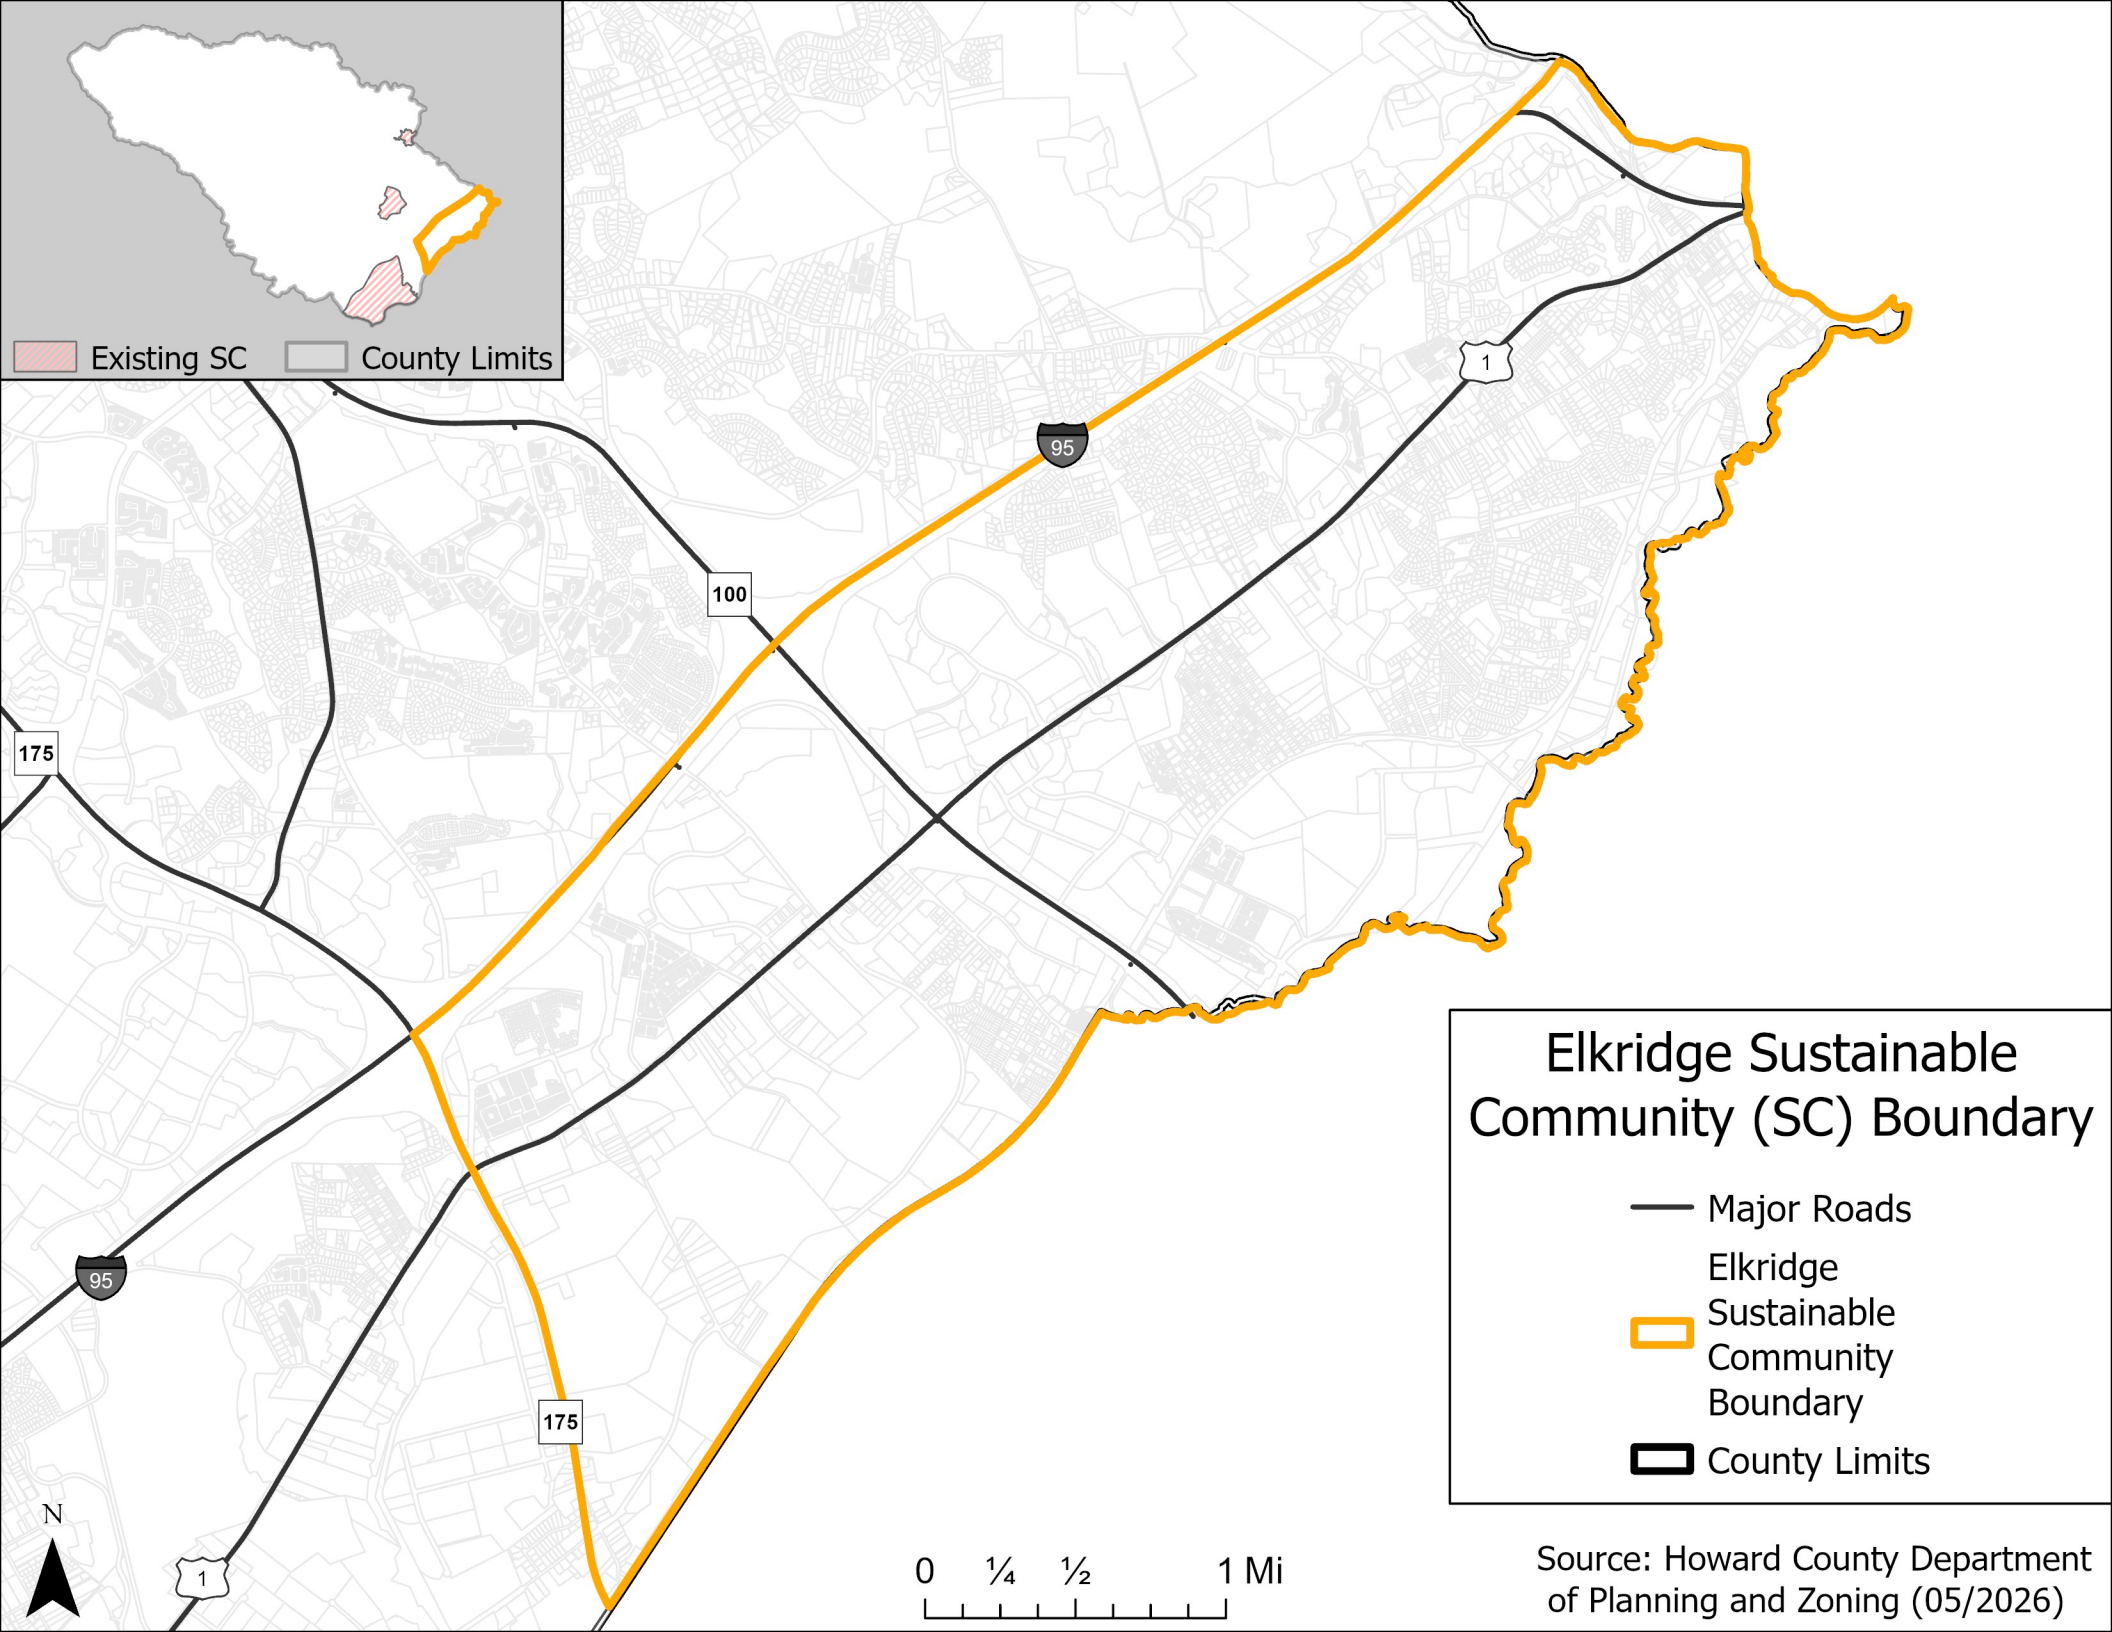 Existing SC
County Limits
1
95
100
175
95
175
1
N
0 ¼ ½ 1 Mi
Elkridge Sustainable
Community (SC) Boundary
Major Roads
Elkridge
Sustainable
Community
Boundary
County Limits
Source: Howard County Department
of Planning and Zoning (05/2026)